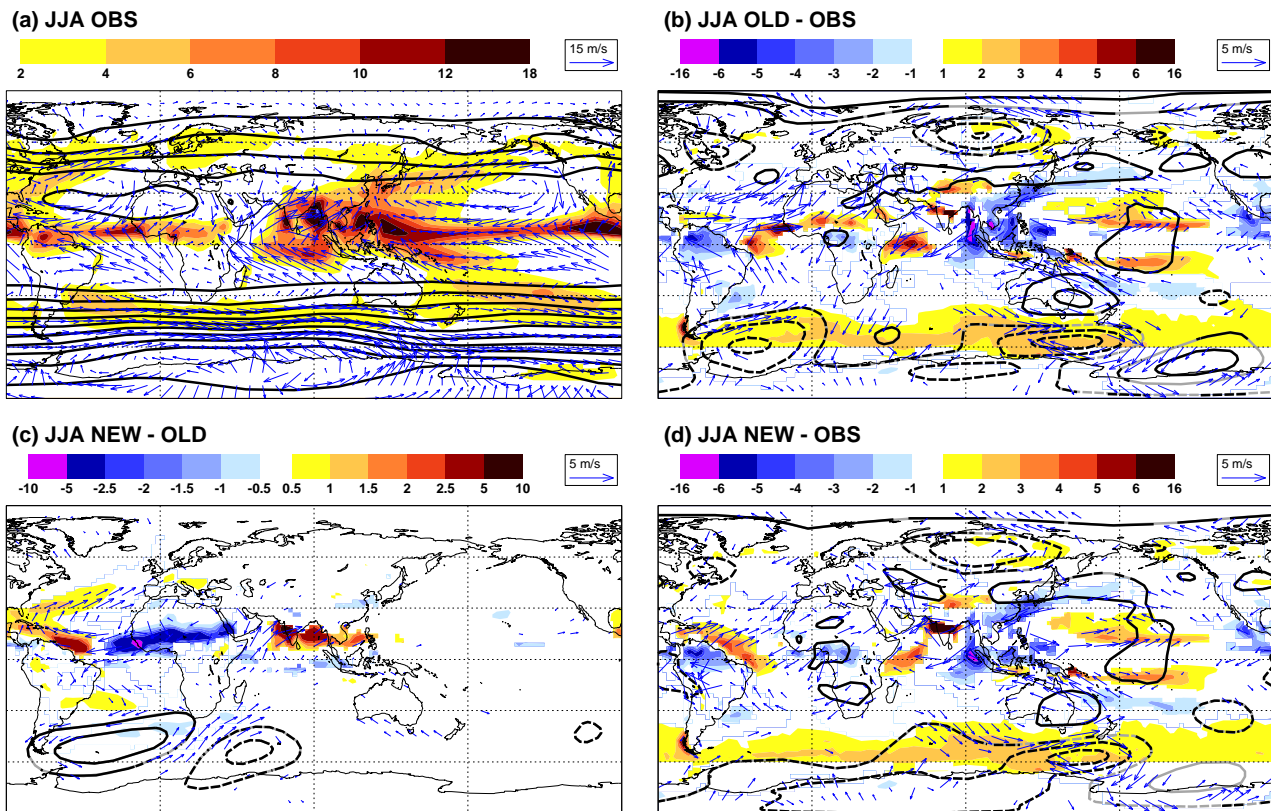 (a) JJA OBS
15 m/s
2 4 6 8 10 12 18
(b) JJA OLD - OBS
5 m/s
-16 -6 -5 -4 -3 -2 -1 1 2 3 4 5 6 16
(c) JJA NEW - OLD
5 m/s
-10 -5 -2.5 -2 -1.5 -1 -0.5 0.5 1 1.5 2 2.5 5 10
(d) JJA NEW - OBS
5 m/s
-16 -6 -5 -4 -3 -2 -1 1 2 3 4 5 6 16